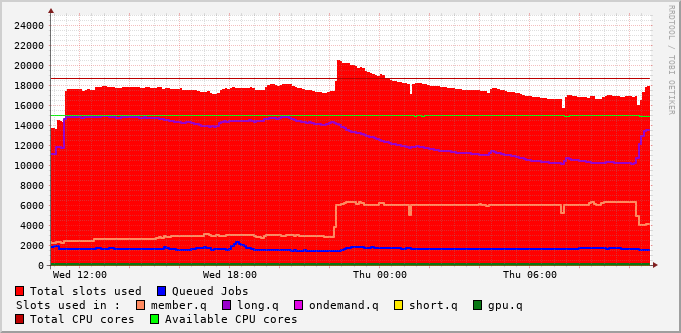 24000
22000
20000
18000
16000
14000
12000
10000
8000
6000
4000
2000
0
Wed 12:00 Wed 18:00 Thu 00:00 Thu 06:00
Total slots used Queued Jobs
Slots used in : member.q long.q ondemand.q short.q gpu.q
Total CPU cores Available CPU cores
RRDTOOL / TOBI OETIKER